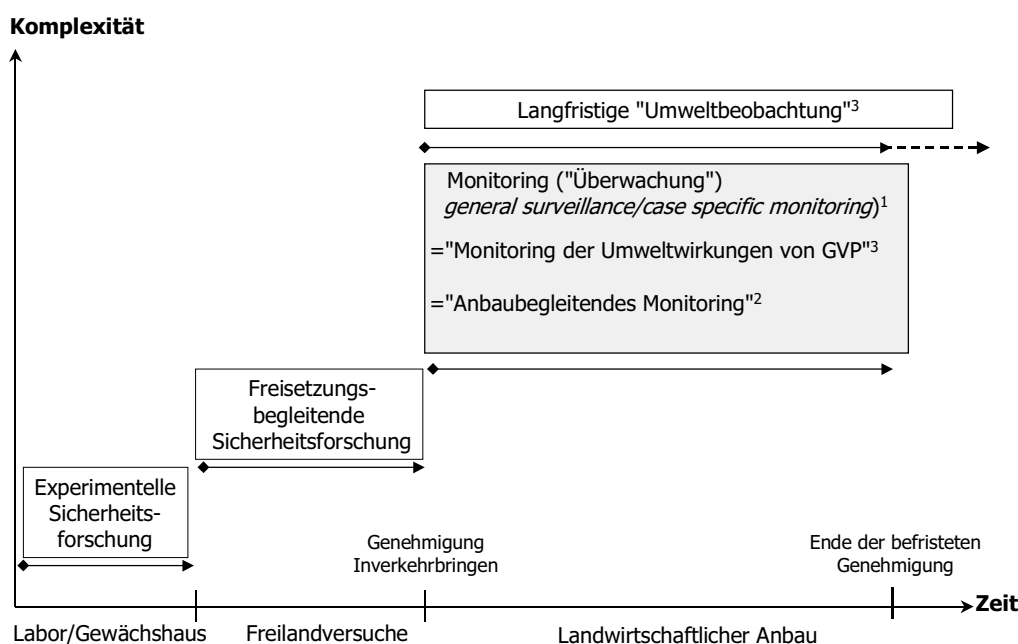 Komplexität
Langfristige "Umweltbeobachtung"³
Monitoring ("Überwachung")
general surveillance/case specific monitoring)¹
="Monitoring der Umweltwirkungen von GVP"³
="Anbaubegleitendes Monitoring"²
Freisetzungs-
begleitende
Sicherheitsforschung
Experimentelle
Sicherheits-
forschung
Genehmigung
Inverkehrbringen
Ende der befristeten
Genehmigung
Zeit
Labor/Gewächshaus
Freilandversuche
Landwirtschaftlicher Anbau